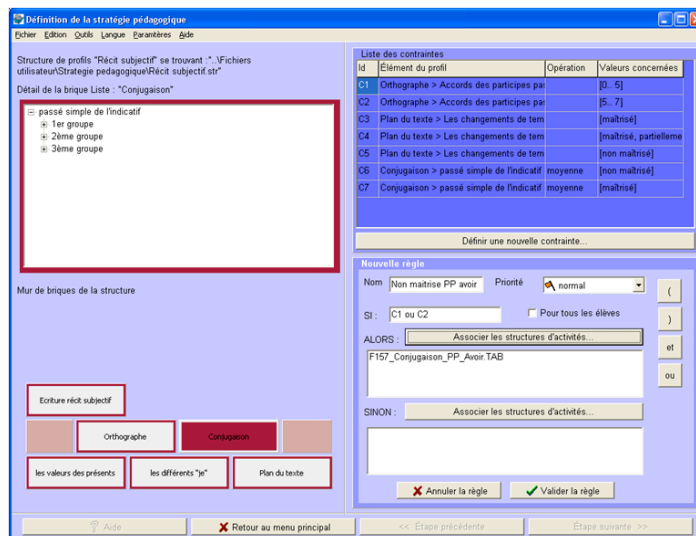 Définition de la stratégie pédagogique
Fichier Edition Outils Langue Paramètres Aide
Structure de profils "Récit subjectif" se trouvant :"..\Fichiers
utilisateur\Strategie pedagogique\Récit subjectif.str"
Détail de la brique Liste : "Conjugaison"
passé simple de l'indicatif
1er groupe
2ème groupe
3ème groupe
Mur de briques de la structure
Ecriture récit subjectif
Orthographe
Conjugaison
les valeurs des présents
les différents "je"
Plan du texte
Liste des contraintes
Id Élément du profil Opération Valeurs concernées
C1 Orthographe > Accords des participes pas [0.. 5]
C2 Orthographe > Accords des participes pas [5.. 7]
C3 Plan du texte > Les changements de tem [maîtrisé]
C4 Plan du texte > Les changements de tem [maîtrisé, partielleme
C5 Plan du texte > Les changements de tem [non maîtrisé]
C6 Conjugaison > passé simple de l'indicatif moyenne [non maîtrisé]
C7 Conjugaison > passé simple de l'indicatif moyenne [maîtrisé]
Définir une nouvelle contrainte...
Nouvelle règle
Nom Non maitrise PP avoir Priorité normal
(
SI : C1 ou C2 Pour tous les élèves
)
ALORS : Associer les structures d'activités...
et
F157_Conjugaison_PP_Avoir.TAB
ou
SINON : Associer les structures d'activités...
Annuler la règle Valider la règle
Aide Retour au menu principal << Étape précédente Étape suivante >>